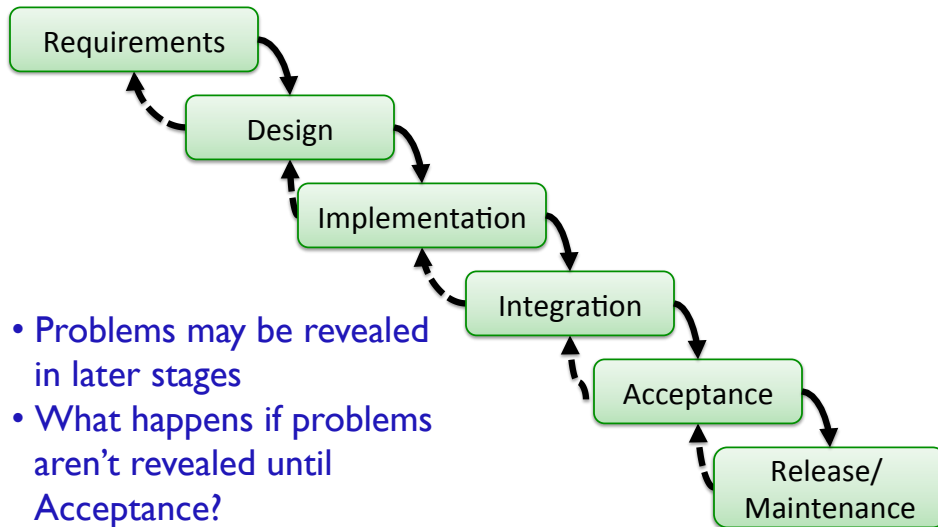 Requirements
Design
Implementation
Integration
Acceptance
Release/
Maintenance
• Problems may be revealed
in later stages
• What happens if problems
aren’t revealed until
Acceptance?